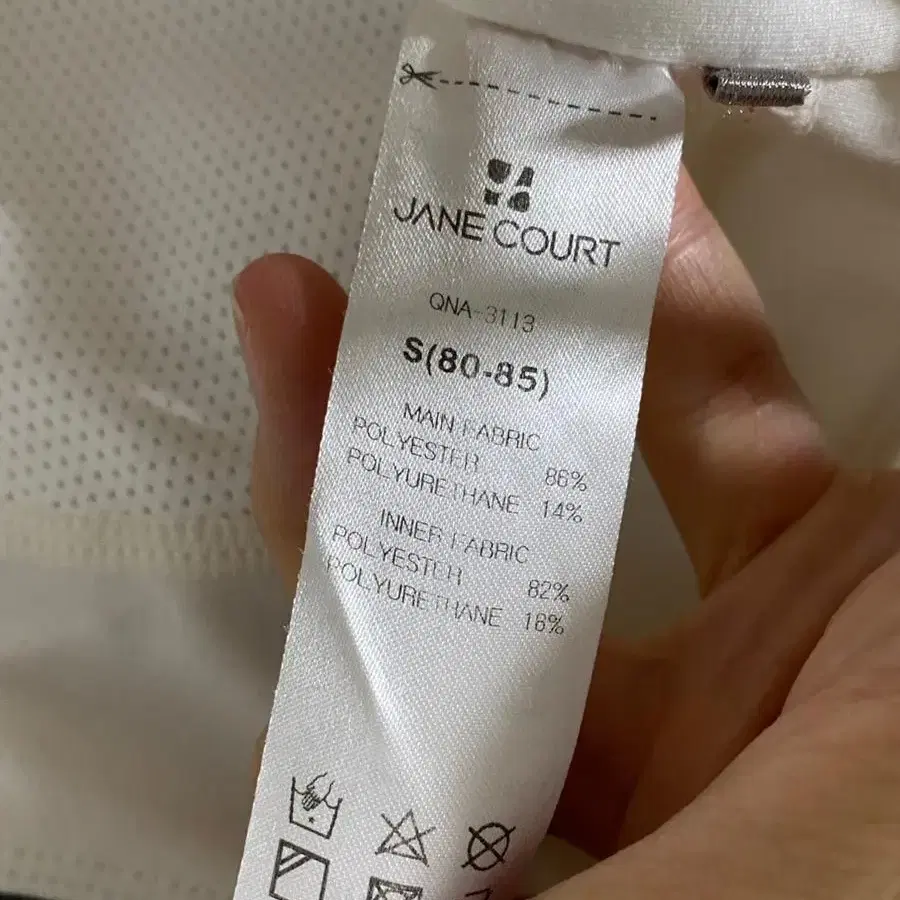 JANE COURT
QNA-3113
S(80-85)
MAIN FABRIC
POLYESTER 86%
POLYURETHANE 14%
INNER FABRIC
POLYESTER 82%
POLYURETHANE 18%